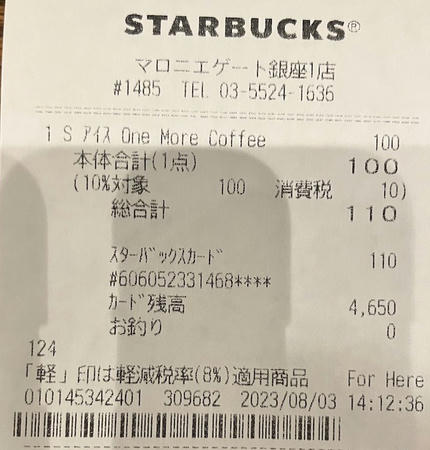 STARBUCKS®
マロニエゲート銀座1店
#1485 TEL 03-5524-1636
1 S ｱｲｽ One More Coffee 100
本体合計(1点) 100
(10%対象 100 消費税 10)
総合計 110
ｽﾀｰﾊﾞｯｸｽｶｰﾄﾞ 110
#606052331468****
ｶｰﾄﾞ残高 4,650
お釣り 0
124
「軽」印は軽減税率(8%)適用商品 For Here
010145342401 309682 2023/08/03 14:12:36